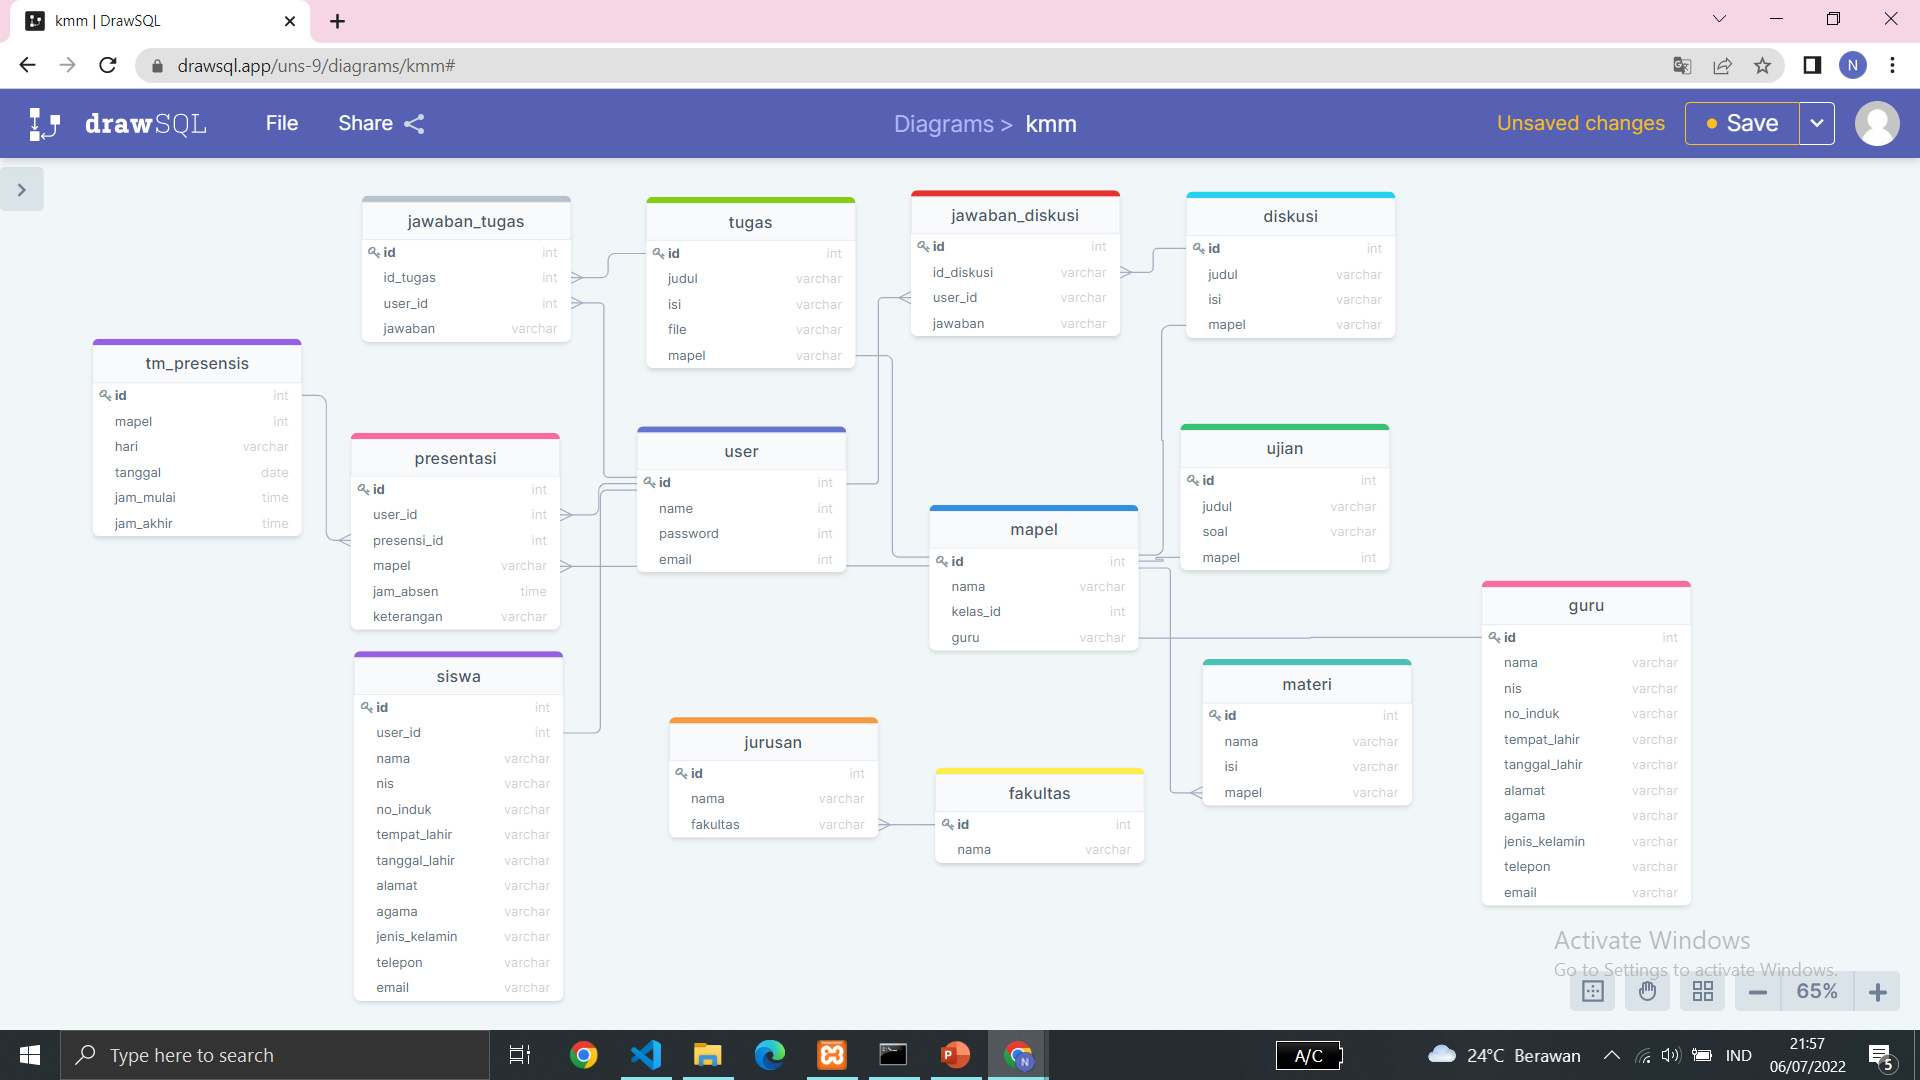 kmm | DrawSQL
drawsql.app/uns-9/diagrams/kmm#
N
drawSQL
File
Share
Diagrams > kmm
Unsaved changes
Save
jawaban_tugas
id int
id_tugas int
user_id int
jawaban varchar
tugas
id int
judul varchar
isi varchar
file varchar
mapel varchar
jawaban_diskusi
id int
id_diskusi varchar
user_id varchar
jawaban varchar
diskusi
id int
judul varchar
isi varchar
mapel varchar
tm_presensis
id int
mapel int
hari varchar
tanggal date
jam_mulai time
jam_akhir time
presentasi
id int
user_id int
presensi_id int
mapel varchar
jam_absen time
keterangan varchar
user
id int
name int
password int
email int
mapel
id int
nama varchar
kelas_id int
guru varchar
ujian
id int
judul varchar
soal varchar
mapel int
guru
id int
nama varchar
nis varchar
no_induk varchar
tempat_lahir varchar
tanggal_lahir varchar
alamat varchar
agama varchar
jenis_kelamin varchar
telepon varchar
email varchar
siswa
id int
user_id int
nama varchar
nis varchar
no_induk varchar
tempat_lahir varchar
tanggal_lahir varchar
alamat varchar
agama varchar
jenis_kelamin varchar
telepon varchar
email varchar
jurusan
id int
nama varchar
fakultas varchar
fakultas
id int
nama varchar
materi
id int
nama varchar
isi varchar
mapel varchar
Activate Windows
Go to Settings to activate Windows.
65%
Type here to search
A/C
24°C Berawan
IND
21:57
06/07/2022
5